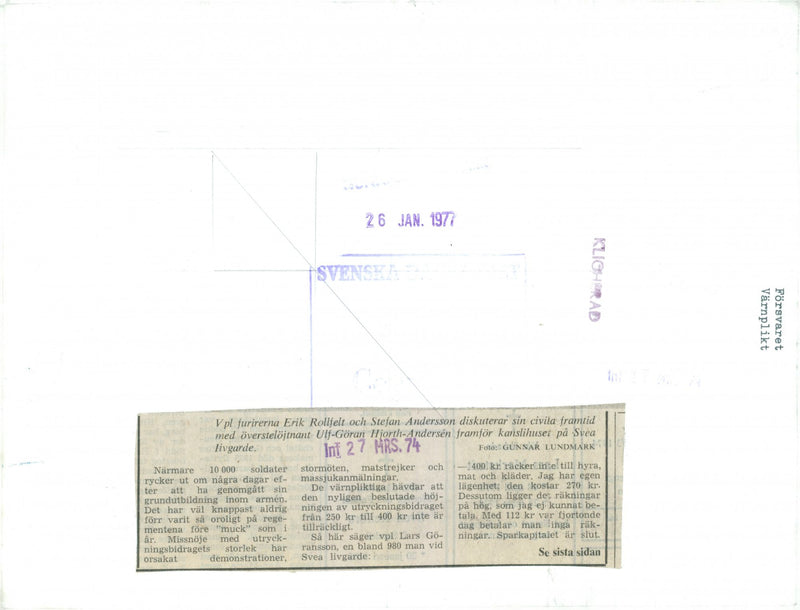 26 JAN. 1977
SVENSKA
KLICHERAD
Försvaret
Värnplikt
Vpl furirerna Erik Rollfelt och Stefan Andersson diskuterar sin civila framtid
med överstelöjtnant Ulf-Göran Hjorth-Andersén framför kanslihuset på Svea
livgarde.
Foto: GUNNAR LUNDMARK
Int 27 MRS. 74
Närmare 10 000 soldater
rycker ut om några dagar ef-
ter att ha genomgått sin
grundutbildning inom armén.
Det har väl knappast aldrig
förr varit så oroligt på rege-
mentena före "muck" som i
år. Missnöje med utryck-
ningsbidragets storlek har
orsakat demonstrationer,
stormöten, matstrejker och
massjukanmälningar.
De värnpliktiga hävdar att
den nyligen beslutade höj-
ningen av utryckningsbidraget
från 250 kr till 400 kr inte är
tillräckligt.
Så här säger vpl Lars Gö-
ransson, en bland 980 man vid
Svea livgarde:
— 400 kr räcker inte till hyra,
mat och kläder. Jag har egen
lägenhet, den kostar 270 kr.
Dessutom ligger det räkningar
på hög, som jag ej kunnat be-
tala. Med 112 kr var fjortonde
dag betalar man inga räk-
ningar. Sparkapitalet är slut.
Se sista sidan